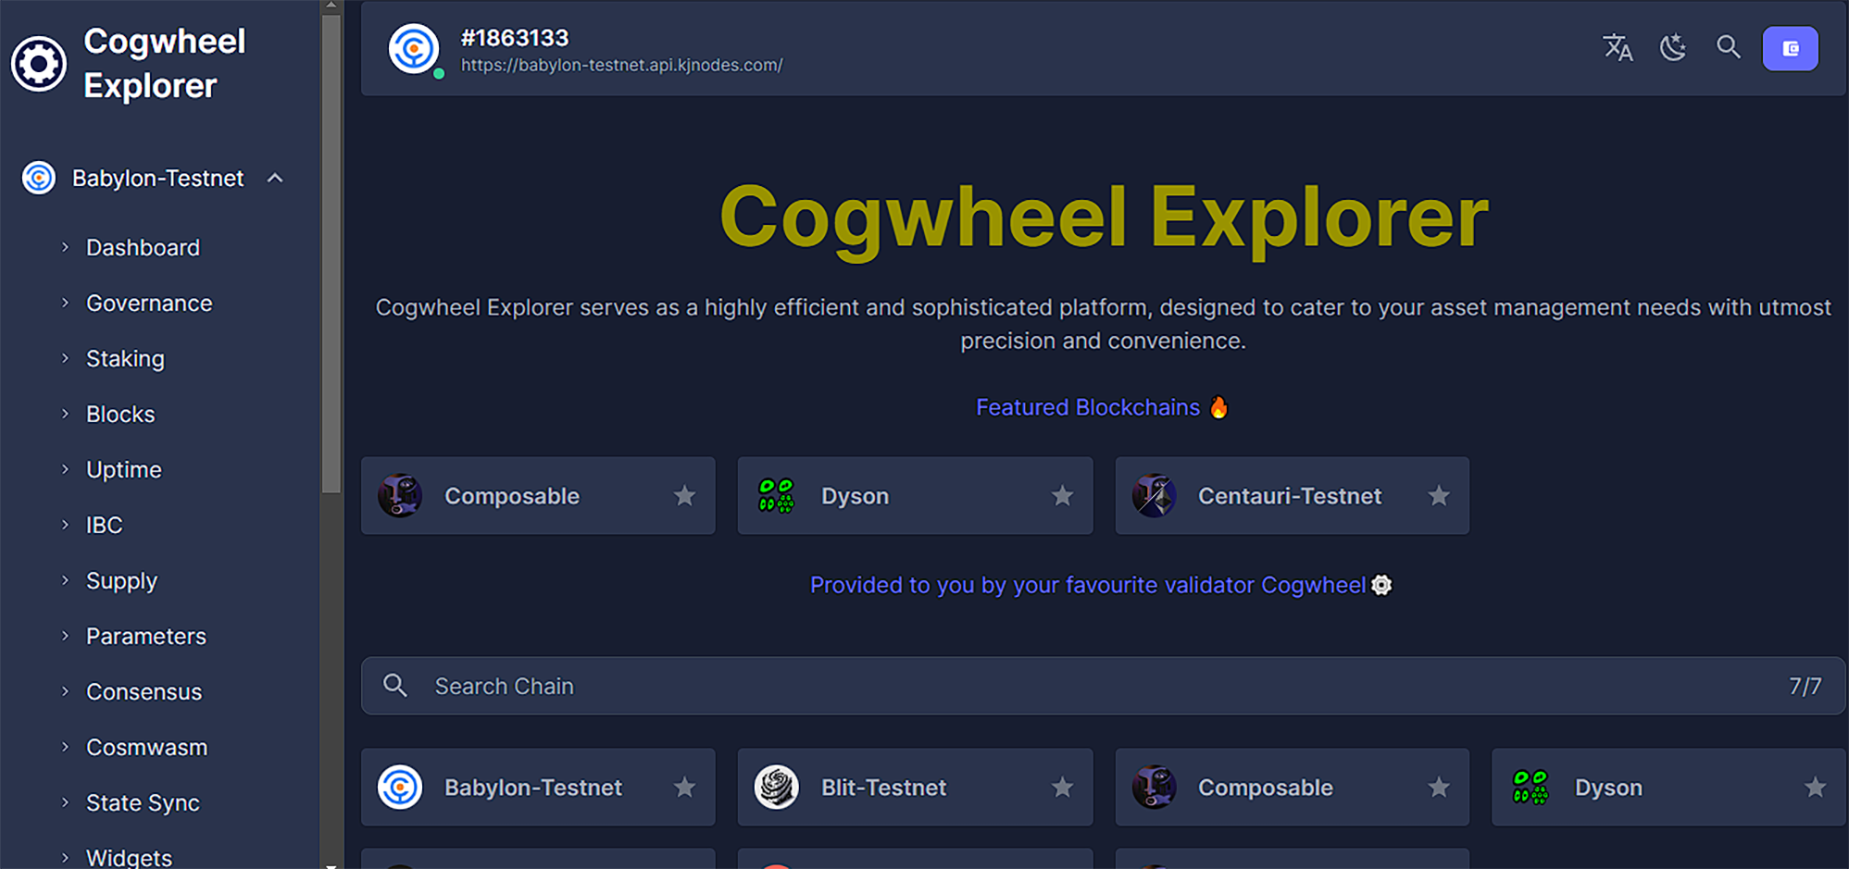 Cogwheel
Explorer
Babylon-Testnet
Dashboard
Governance
Staking
Blocks
Uptime
IBC
Supply
Parameters
Consensus
Cosmwasm
State Sync
Widgets
#1863133
https://babylon-testnet.api.kjnodes.com/
Cogwheel Explorer
Cogwheel Explorer serves as a highly efficient and sophisticated platform, designed to cater to your asset management needs with utmost
precision and convenience.
Featured Blockchains 🔥
Composable
Dyson
Centauri-Testnet
Provided to you by your favourite validator Cogwheel
Search Chain
7/7
Babylon-Testnet
Blit-Testnet
Composable
Dyson